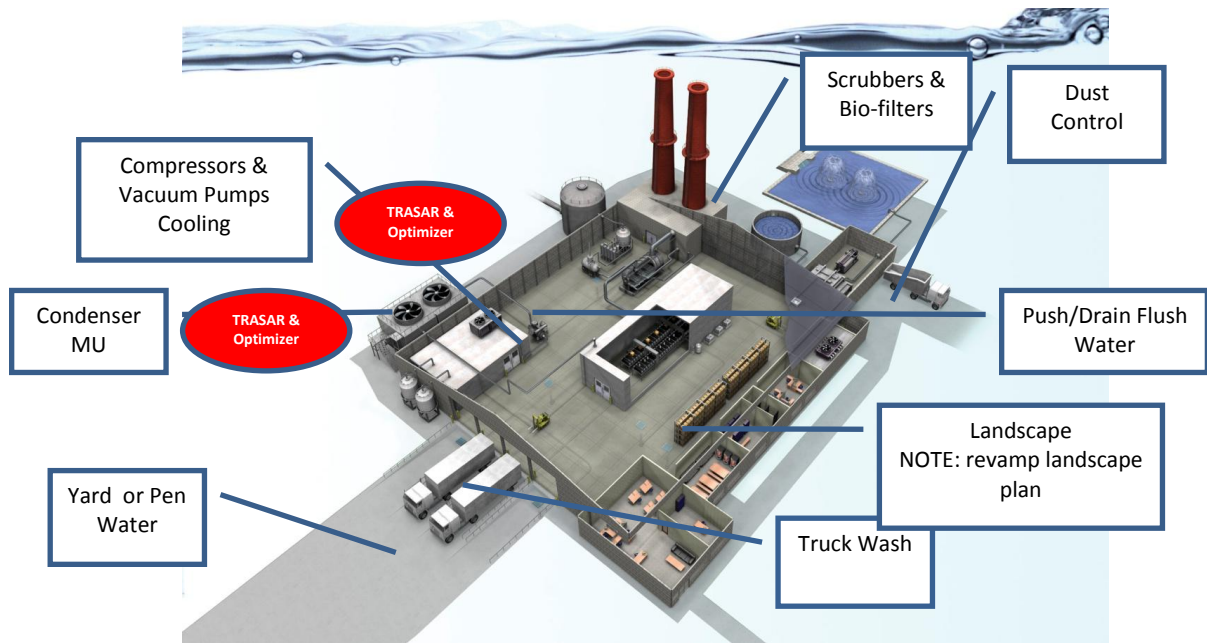 Scrubbers &
Bio-filters
Dust
Control
Compressors &
Vacuum Pumps
Cooling
TRASAR &
Optimizer
Condenser
MU
TRASAR &
Optimizer
Push/Drain Flush
Water
Landscape
NOTE: revamp landscape
plan
Yard or Pen
Water
Truck Wash